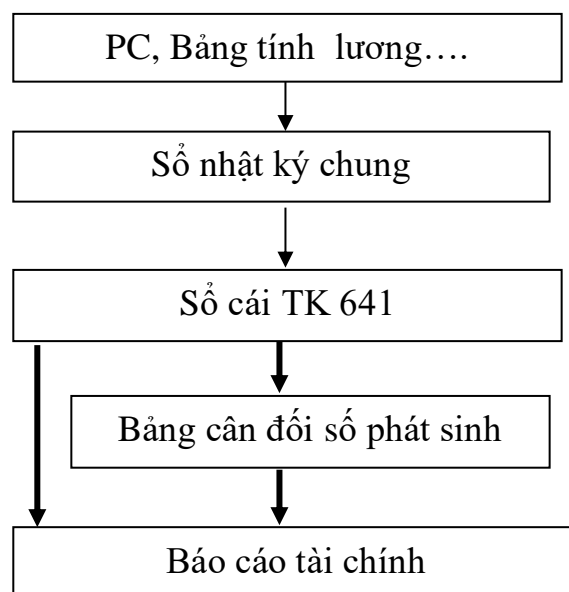 PC, Bảng tính lương….
Sổ nhật ký chung
Sổ cái TK 641
Bảng cân đối số phát sinh
Báo cáo tài chính